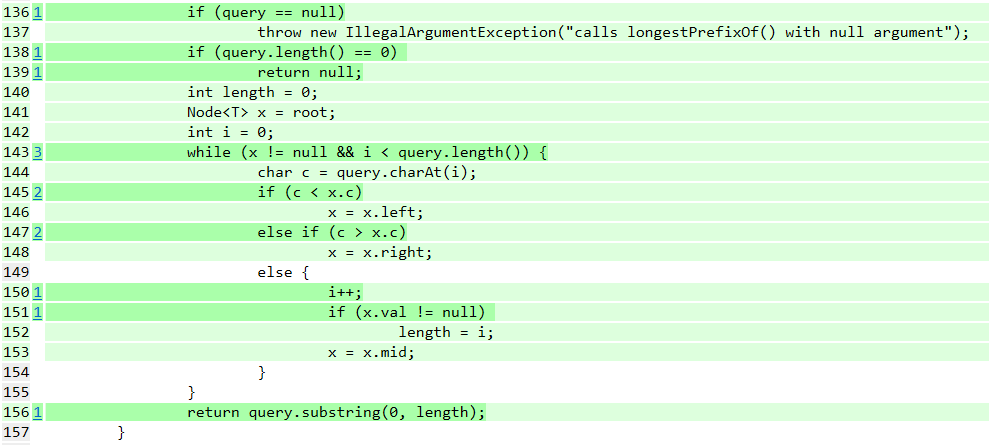 136 1 if (query == null)
137 throw new IllegalArgumentException("calls longestPrefixOf() with null argument");
138 1 if (query.length() == 0)
139 1 return null;
140 int length = 0;
141 Node<T> x = root;
142 int i = 0;
143 3 while (x != null && i < query.length()) {
144 char c = query.charAt(i);
145 2 if (c < x.c)
146 x = x.left;
147 2 else if (c > x.c)
148 x = x.right;
149 else {
150 1 i++;
151 1 if (x.val != null)
152 length = i;
153 x = x.mid;
154 }
155 }
156 1 return query.substring(0, length);
157 }